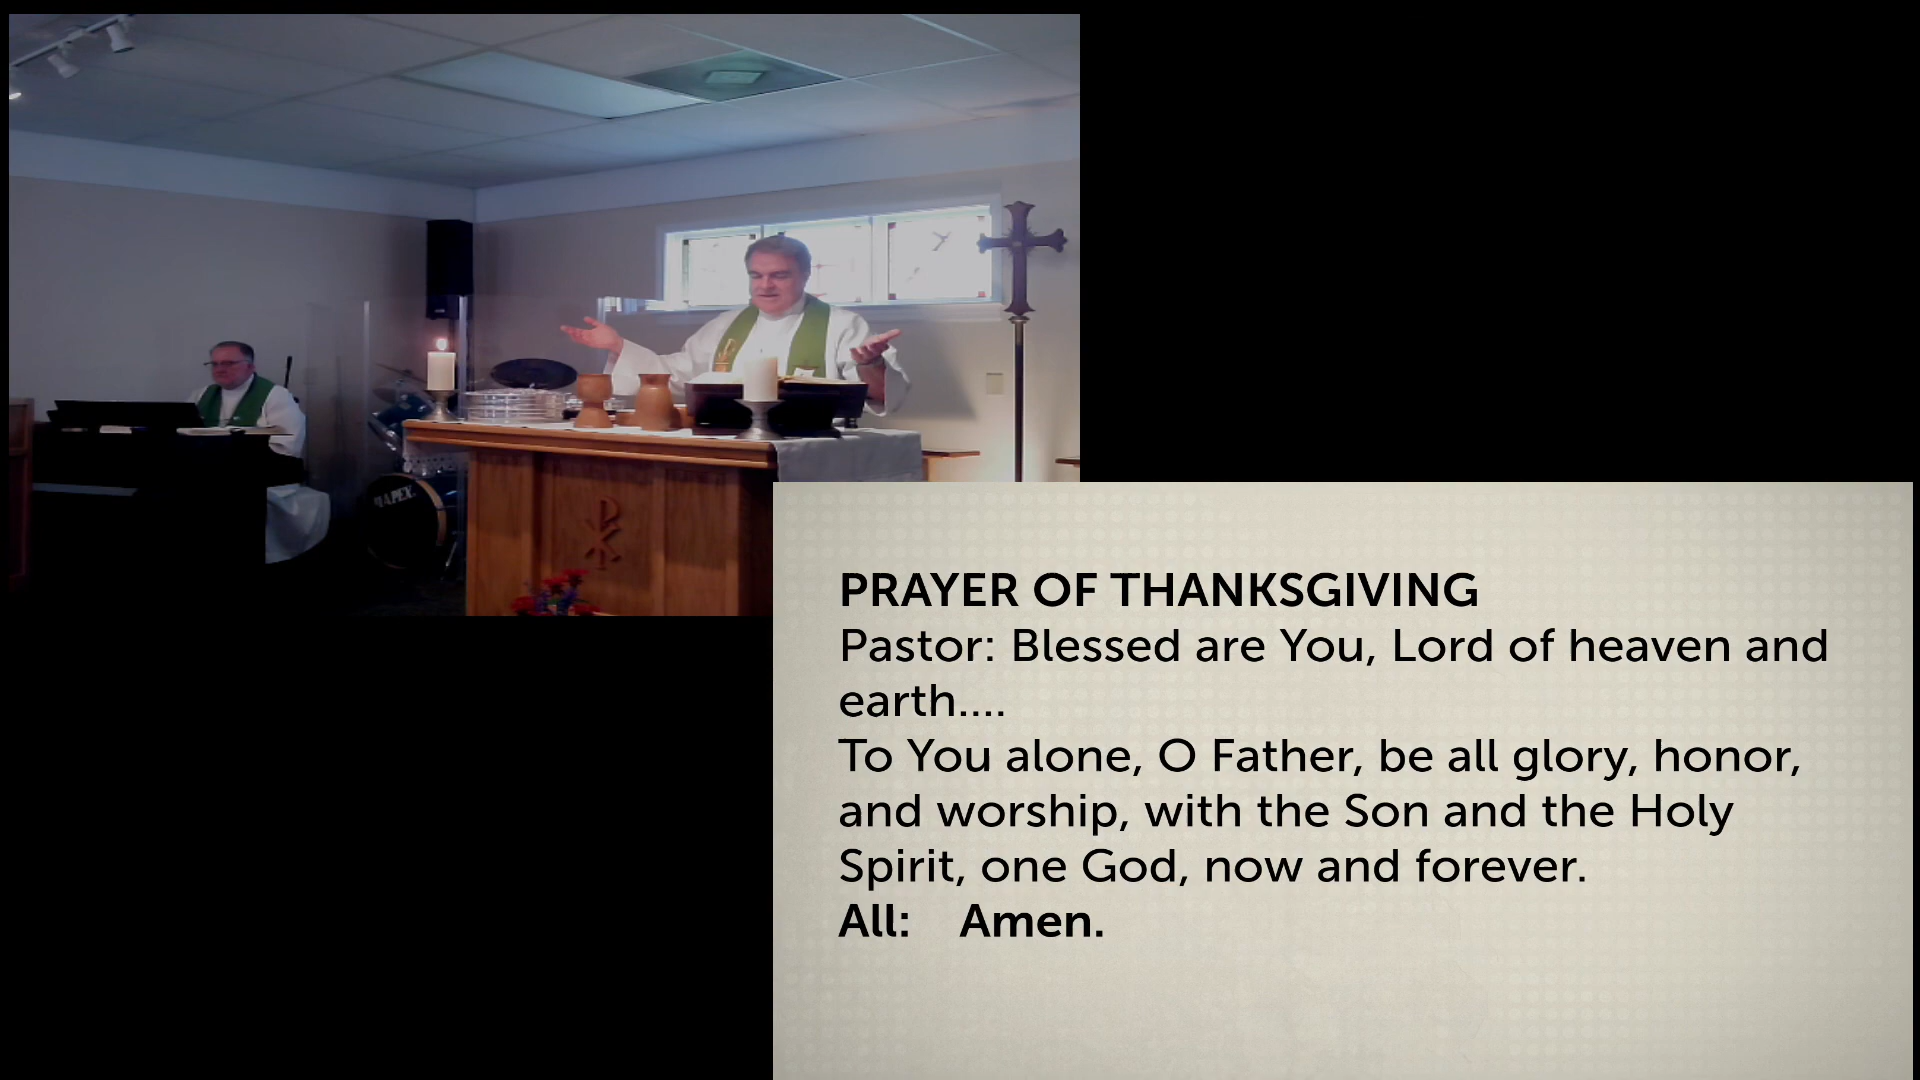 MAPEX
PRAYER OF THANKSGIVING
Pastor: Blessed are You, Lord of heaven and
earth....
To You alone, O Father, be all glory, honor,
and worship, with the Son and the Holy
Spirit, one God, now and forever.
All: Amen.